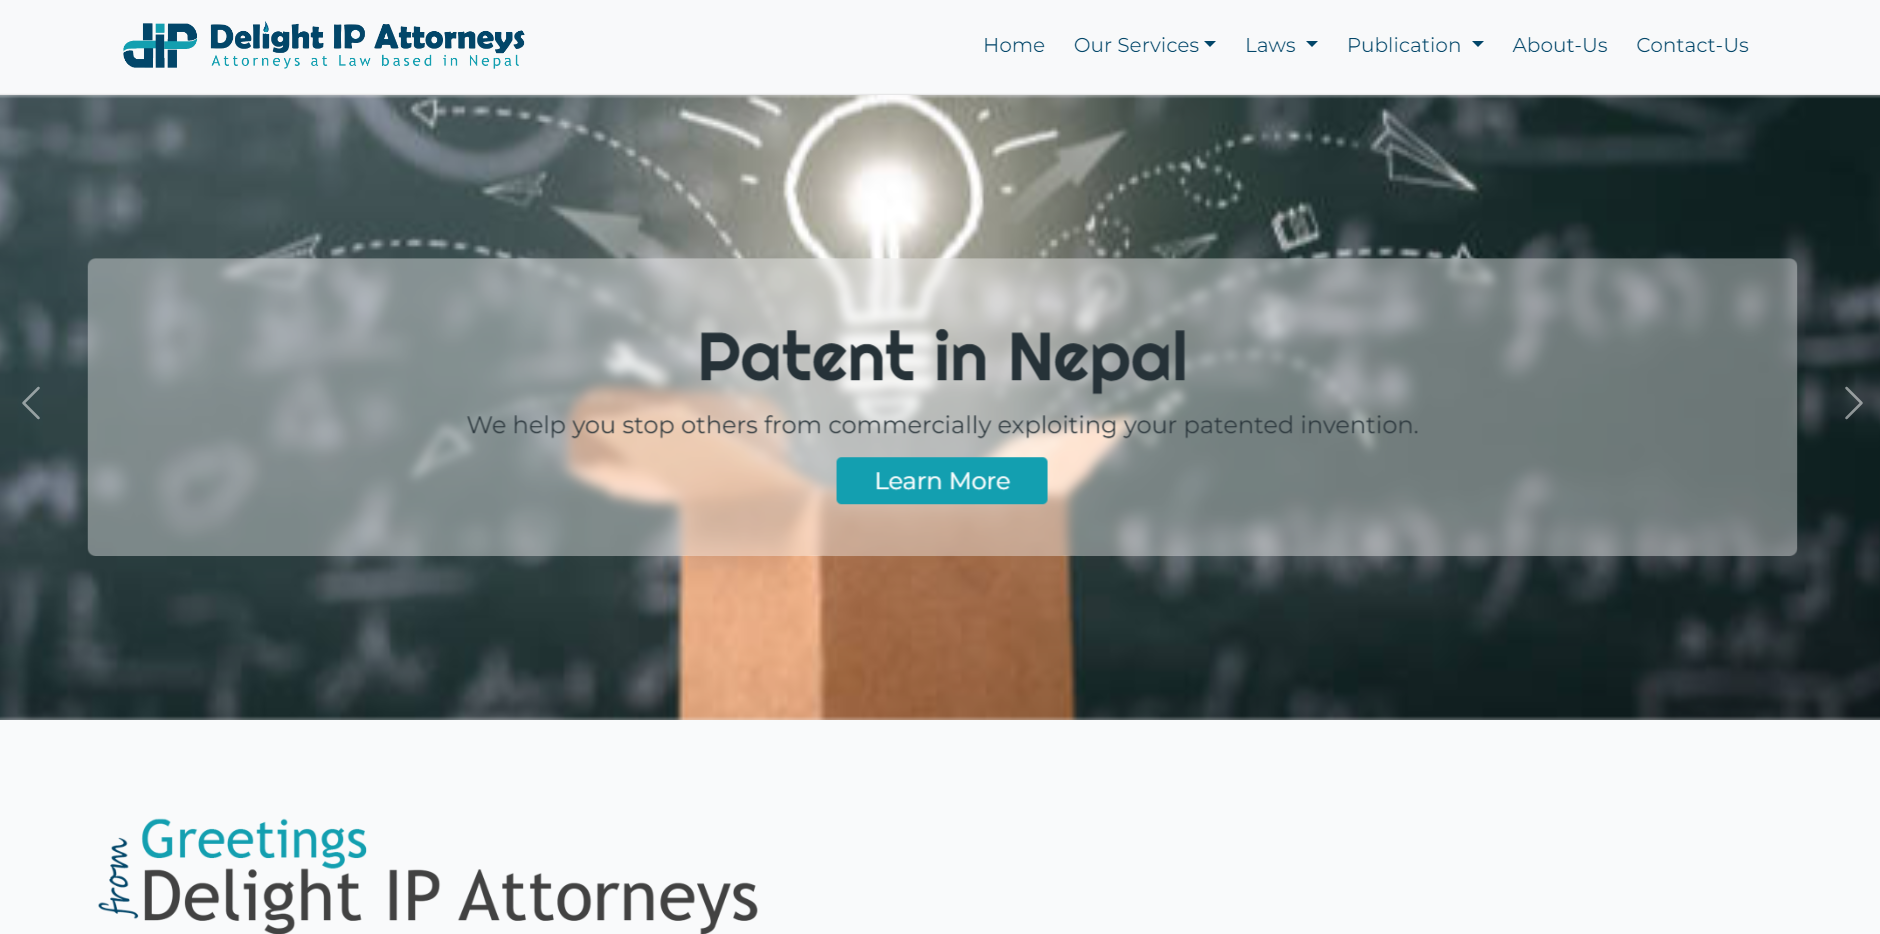 Delight IP Attorneys
Attorneys at Law based in Nepal
Home Our Services Laws Publication About-Us Contact-Us
Patent in Nepal
We help you stop others from commercially exploiting your patented invention.
Learn More
Greetings
from
Delight IP Attorneys